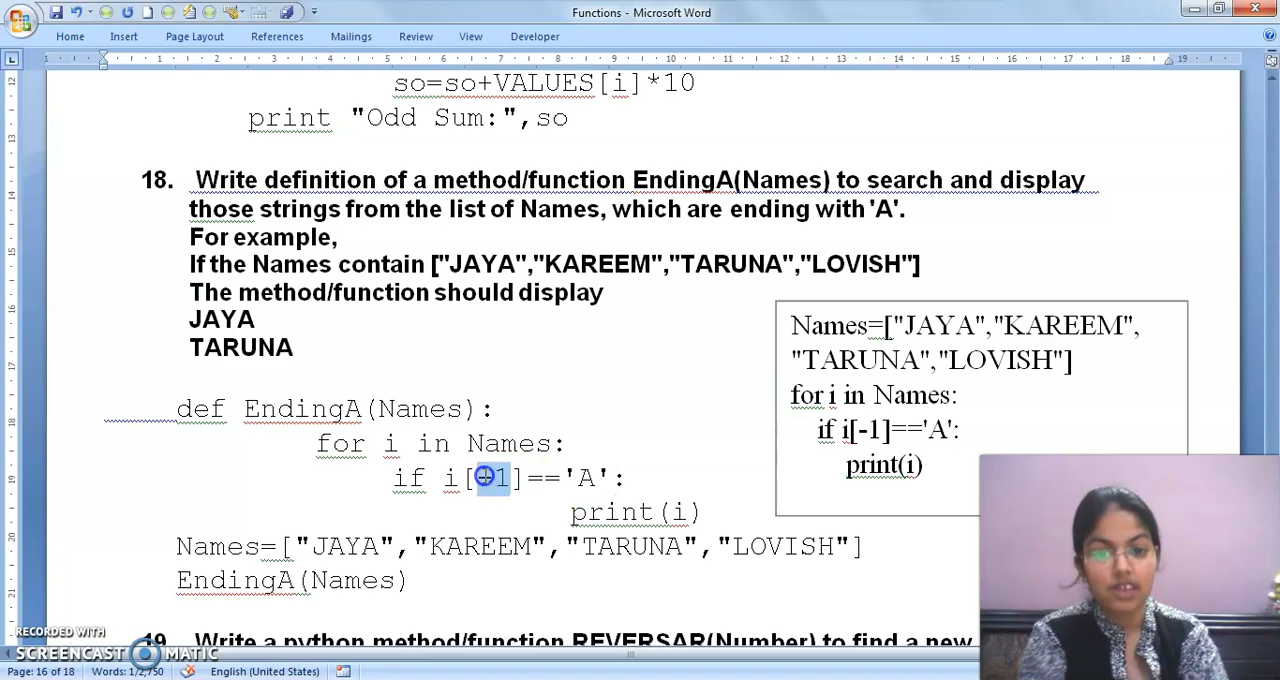 Functions - Microsoft Word
Home Insert Page Layout References Mailings Review View Developer
so=so+VALUES[i]*10
print "Odd Sum:",so
18. Write definition of a method/function EndingA(Names) to search and display
those strings from the list of Names, which are ending with 'A'.
For example,
If the Names contain ["JAYA","KAREEM","TARUNA","LOVISH"]
The method/function should display
JAYA
TARUNA
def EndingA(Names):
for i in Names:
if i[-1]=='A':
print(i)
Names=["JAYA","KAREEM","TARUNA","LOVISH"]
EndingA(Names)
Names=["JAYA","KAREEM",
"TARUNA","LOVISH"]
for i in Names:
if i[-1]=='A':
print(i)
19. Write a python method/function REVERSAR(Number) to find a new
RECORDED WITH
SCREENCAST MATIC
Page: 16 of 18 Words: 1/2,750 English (United States)